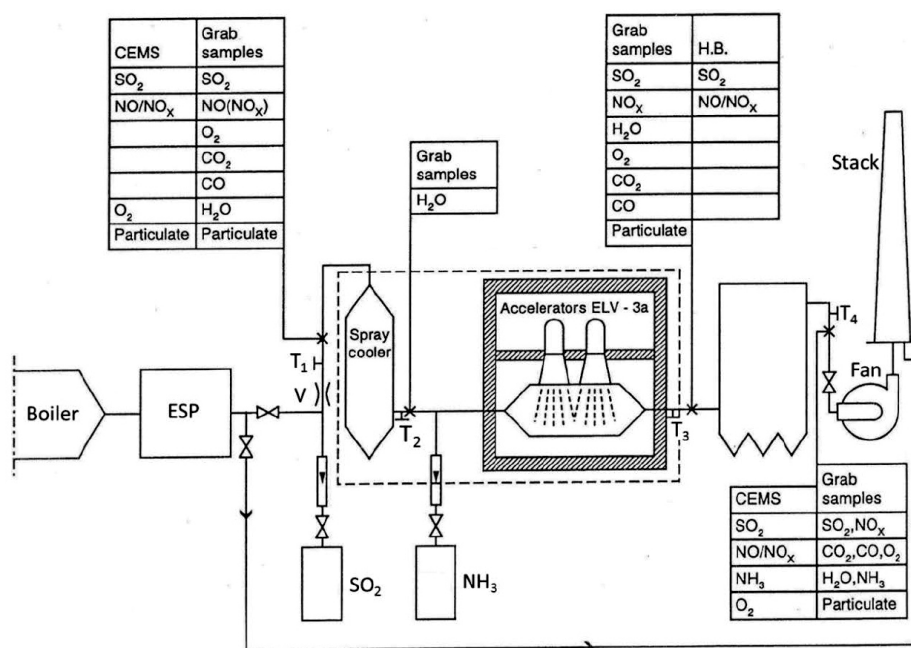 CEMS Grab samples
SO₂ SO₂
NO/NOₓ NO(NOₓ)
O₂
CO₂
CO
O₂ H₂O
Particulate Particulate
Grab samples
H₂O
Grab samples H.B.
SO₂ SO₂
NOₓ NO/NOₓ
H₂O
O₂
CO₂
CO
Particulate
Stack
Accelerators ELV - 3a
T₄
Spray
cooler
T₁
Fan
V
Boiler
ESP
T₂
T₃
SO₂
NH₃
CEMS Grab samples
SO₂ SO₂,NOₓ
NO/NOₓ CO₂,CO,O₂
NH₃ H₂O,NH₃
O₂ Particulate